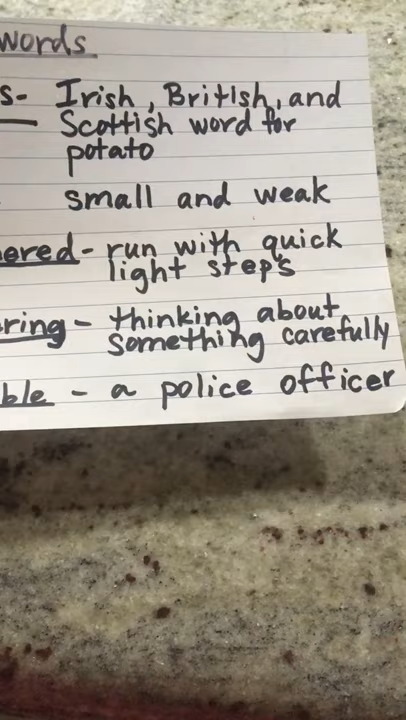 words
s- Irish, British, and
Scottish word for
potato
small and weak
ered - run with quick
light steps
ring - thinking about
something carefully
ble - a police officer